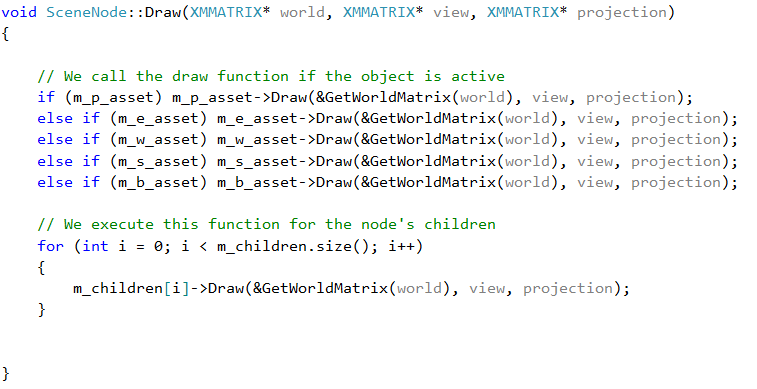 void SceneNode::Draw(XMMATRIX* world, XMMATRIX* view, XMMATRIX* projection)
{
// We call the draw function if the object is active
if (m_p_asset) m_p_asset->Draw(&GetWorldMatrix(world), view, projection);
else if (m_e_asset) m_e_asset->Draw(&GetWorldMatrix(world), view, projection);
else if (m_w_asset) m_w_asset->Draw(&GetWorldMatrix(world), view, projection);
else if (m_s_asset) m_s_asset->Draw(&GetWorldMatrix(world), view, projection);
else if (m_b_asset) m_b_asset->Draw(&GetWorldMatrix(world), view, projection);
// We execute this function for the node's children
for (int i = 0; i < m_children.size(); i++)
{
m_children[i]->Draw(&GetWorldMatrix(world), view, projection);
}
}